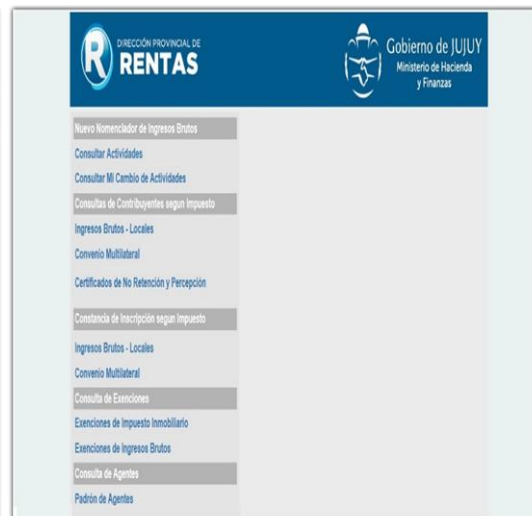 DIRECCIÓN PROVINCIAL DE
RENTAS
Gobierno de JUJUY
Ministerio de Hacienda
y Finanzas
Nuevo Nomenclador de Ingresos Brutos
Consultar Actividades
Consultar Mi Cambio de Actividades
Consultas de Contribuyentes segun Impuesto
Ingresos Brutos - Locales
Convenio Multilateral
Certificados de No Retención y Percepción
Constancia de Inscripción segun Impuesto
Ingresos Brutos - Locales
Convenio Multilateral
Consulta de Exenciones
Exenciones de Impuesto Inmobiliario
Exenciones de Ingresos Brutos
Consulta de Agentes
Padrón de Agentes